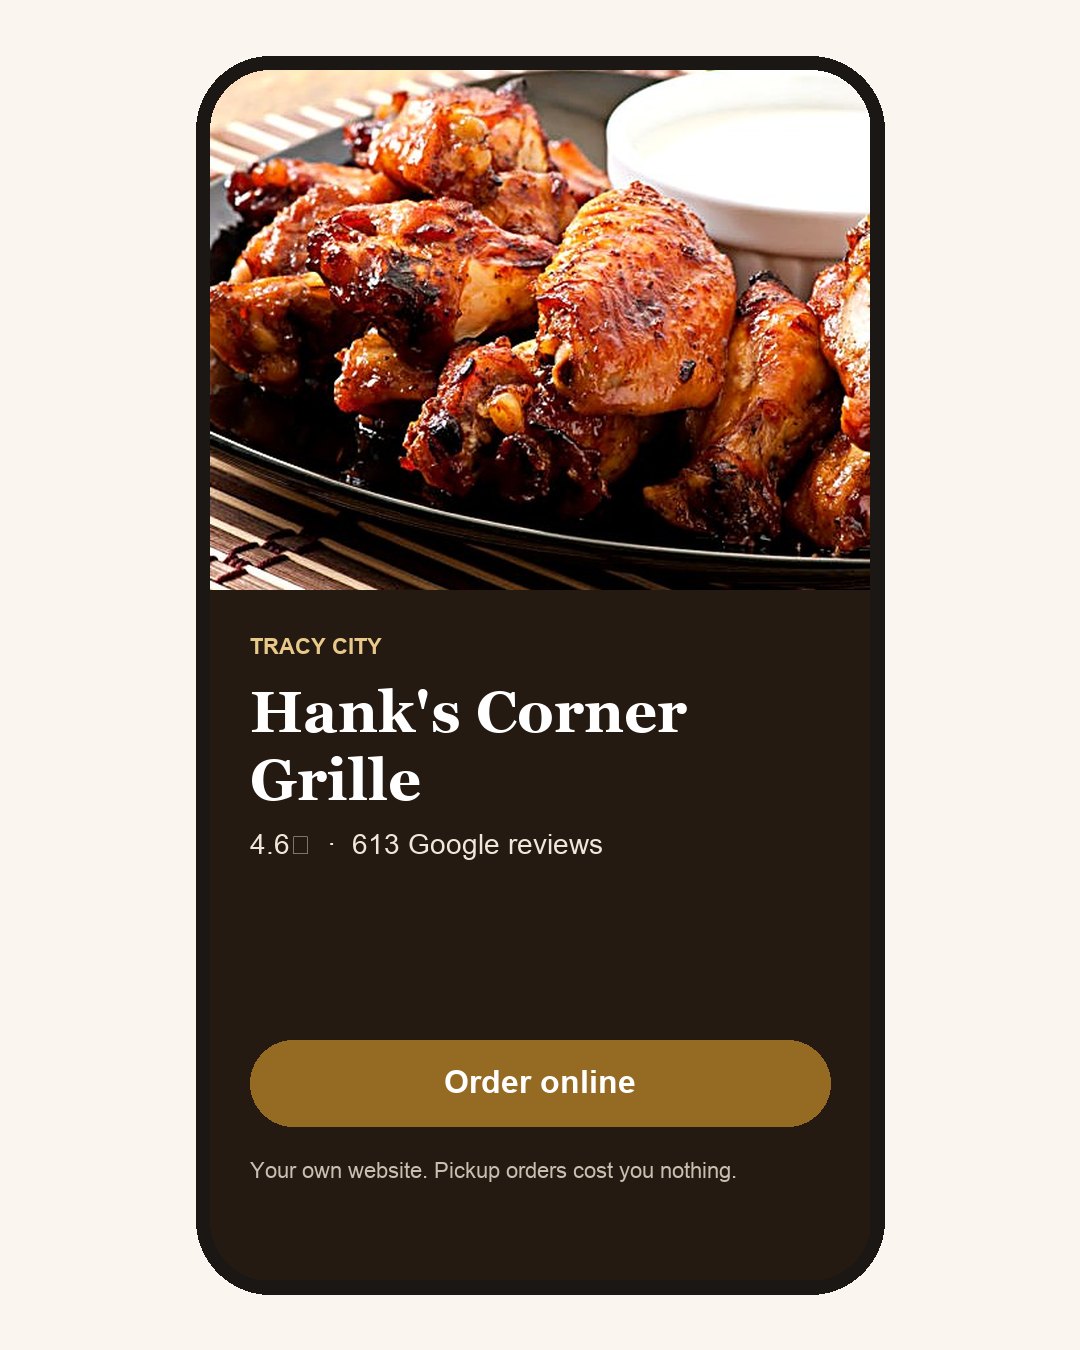 TRACY CITY
Hank's Corner
Grille
4.6□ · 613 Google reviews
Order online
Your own website. Pickup orders cost you nothing.